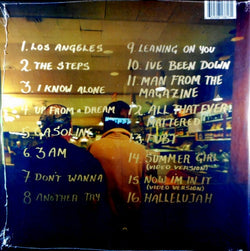 1. LOS ANGELES
2. THE STEPS
3. I KNOW ALONE
4. UP FROM A DREAM
5. GASOLINE
6. 3AM
7. DON'T WANNA
8 ANOTHER TRY
9. LEANING ON YOU
10. I'VE BEEN DOWN
11. MAN FROM THE
MAGAZINE
12. ALL THAT EVER
MATTERED
13. FUBT
14. SUMMER GIRL
(VIDEO VERSION)
15 NOW I'M IN IT
(VIDEO VERSION)
16. HALLELUJAH